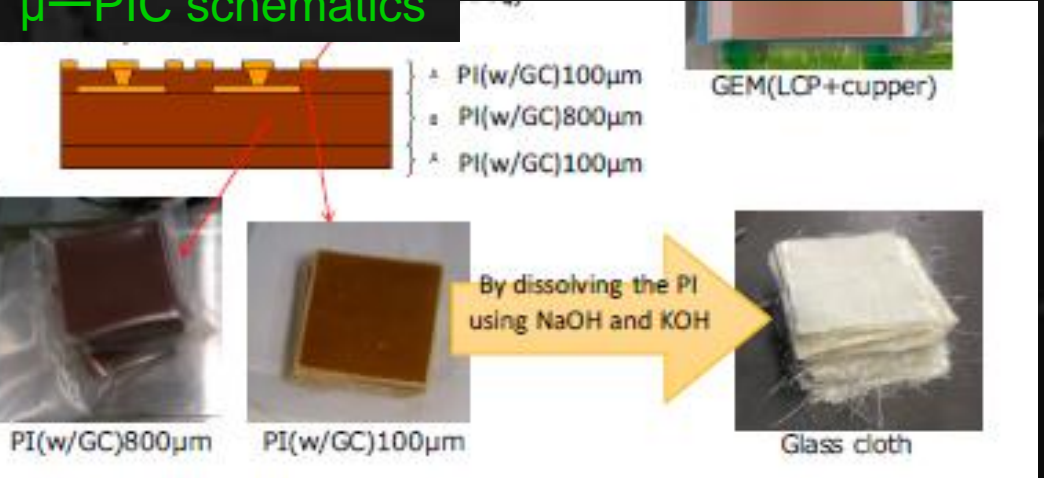 μ—PIC schematics
PI(w/GC)100μm
GEM(LCP+cupper)
PI(w/GC)800μm
PI(w/GC)100μm
By dissolving the PI
using NaOH and KOH
PI(w/GC)800μm
PI(w/GC)100μm
Glass cloth